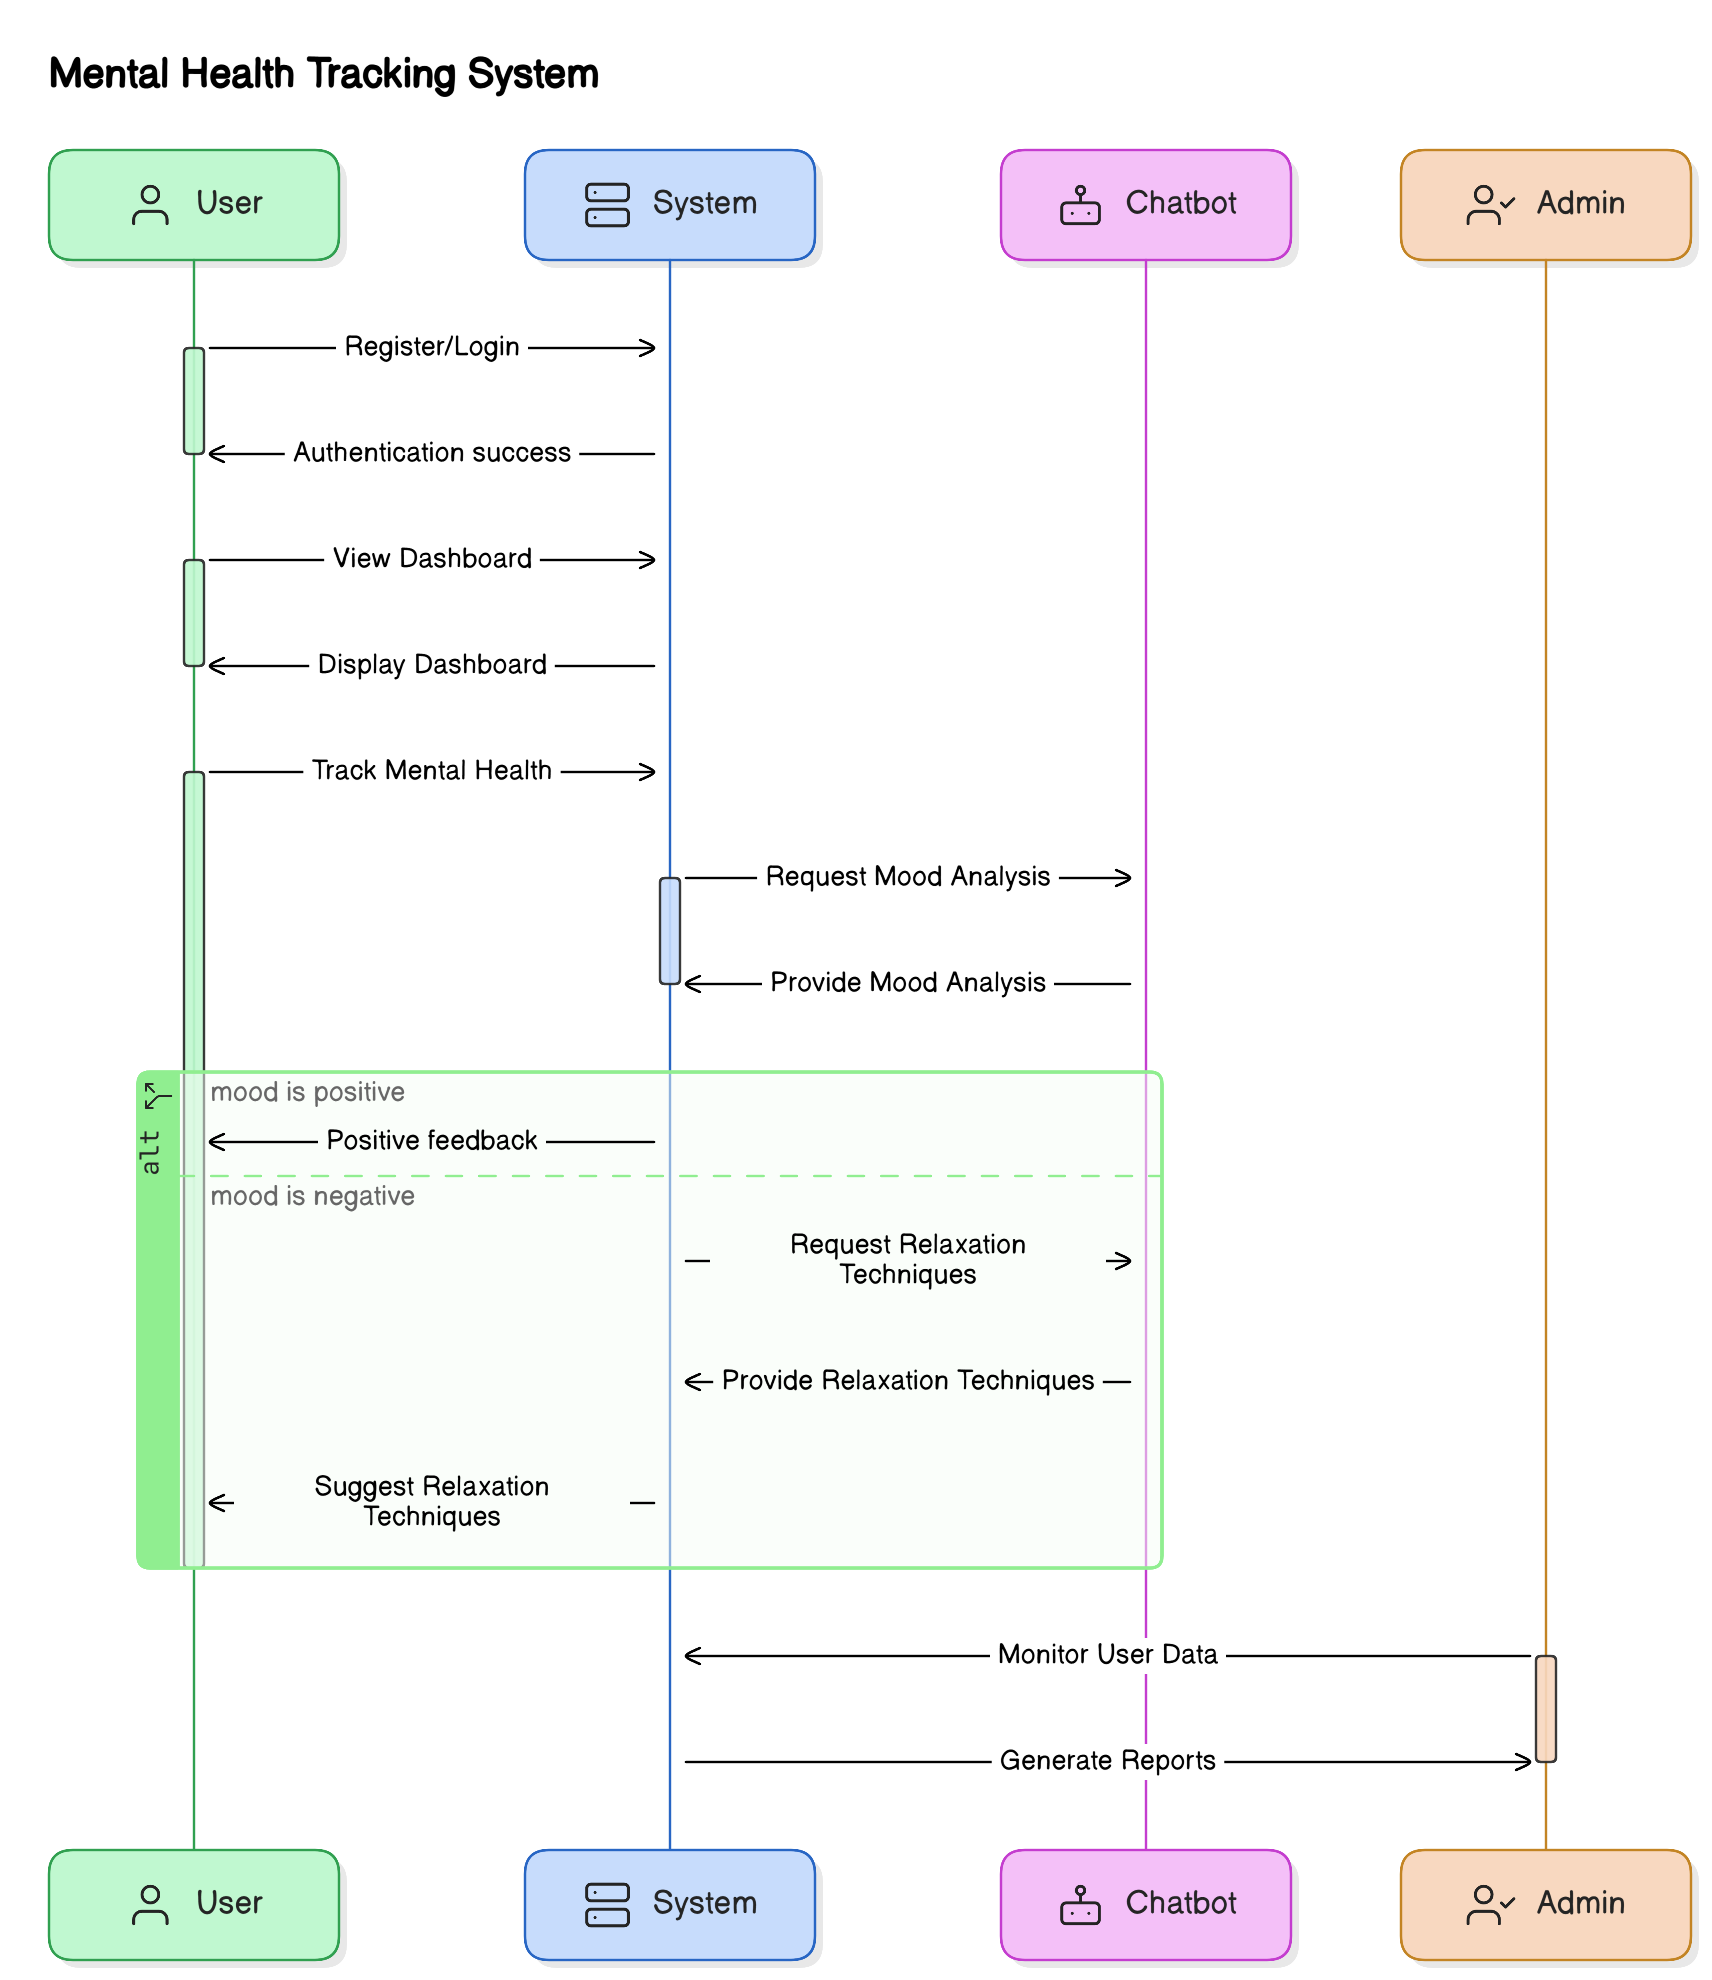 Mental Health Tracking System
User
System
Chatbot
Admin
Register/Login
Authentication success
View Dashboard
Display Dashboard
Track Mental Health
Request Mood Analysis
Provide Mood Analysis
alt
mood is positive
Positive feedback
mood is negative
Request Relaxation
Techniques
Provide Relaxation Techniques
Suggest Relaxation
Techniques
Monitor User Data
Generate Reports
User
System
Chatbot
Admin